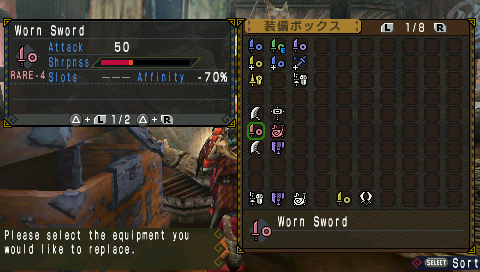 Worn Sword
Attack 50
Shrpnss
RARE-4 Slots --- Affinity -70%
△+L 1/2 △+R
装備ボックス L 1/8 R
E
Please select the equipment you
would like to replace.
Worn Sword
SELECT Sort